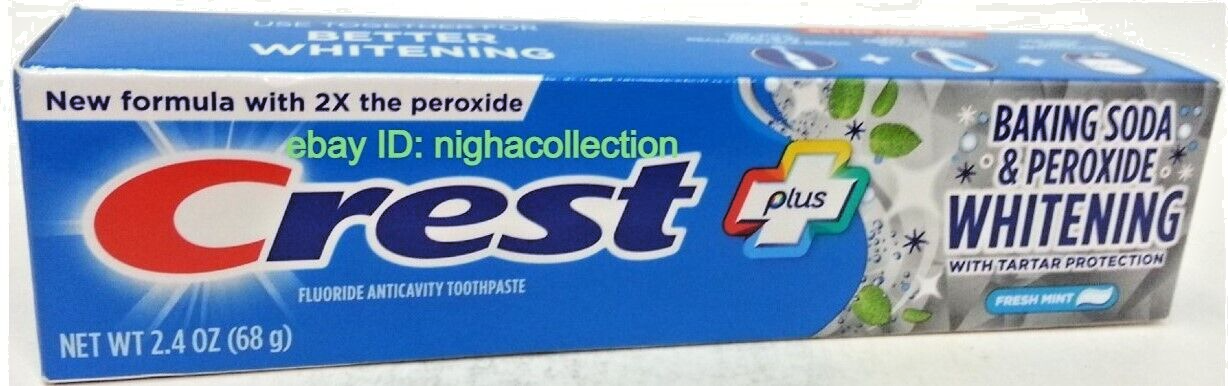 USE TOGETHER FOR
BETTER
WHITENING
New formula with 2X the peroxide
ebay ID: nighacollection
Crest
plus
FLUORIDE ANTICAVITY TOOTHPASTE
NET WT 2.4 OZ (68 g)
BAKING SODA
& PEROXIDE
WHITENING
WITH TARTAR PROTECTION
FRESH MINT